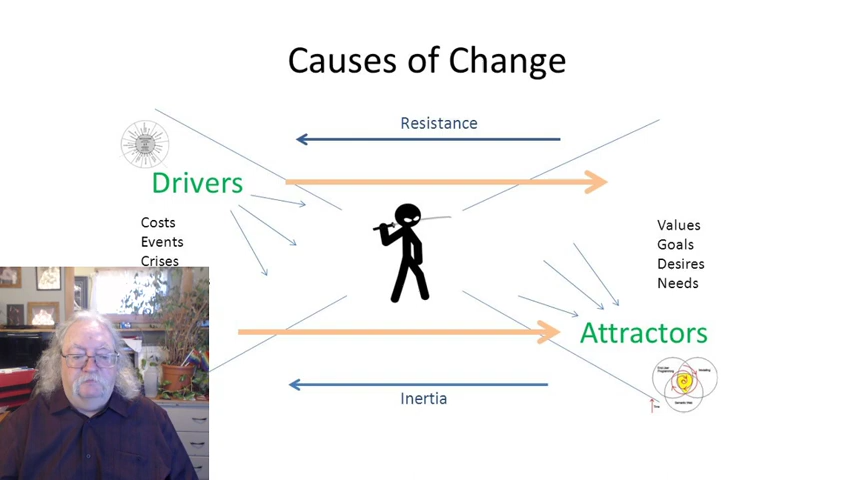 Causes of Change
Resistance
Drivers
Costs
Events
Crises
Values
Goals
Desires
Needs
Attractors
Inertia